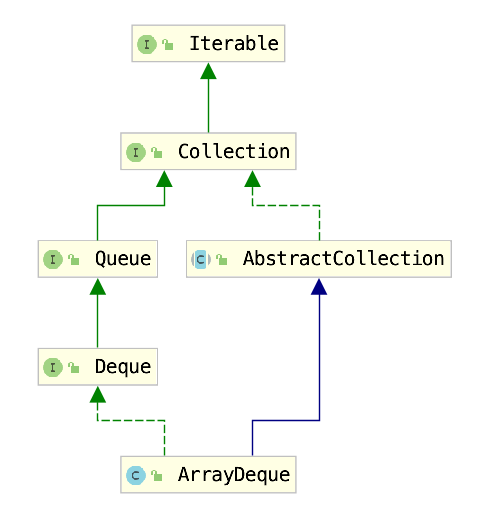 Iterable
Collection
Queue
AbstractCollection
Deque
ArrayDeque